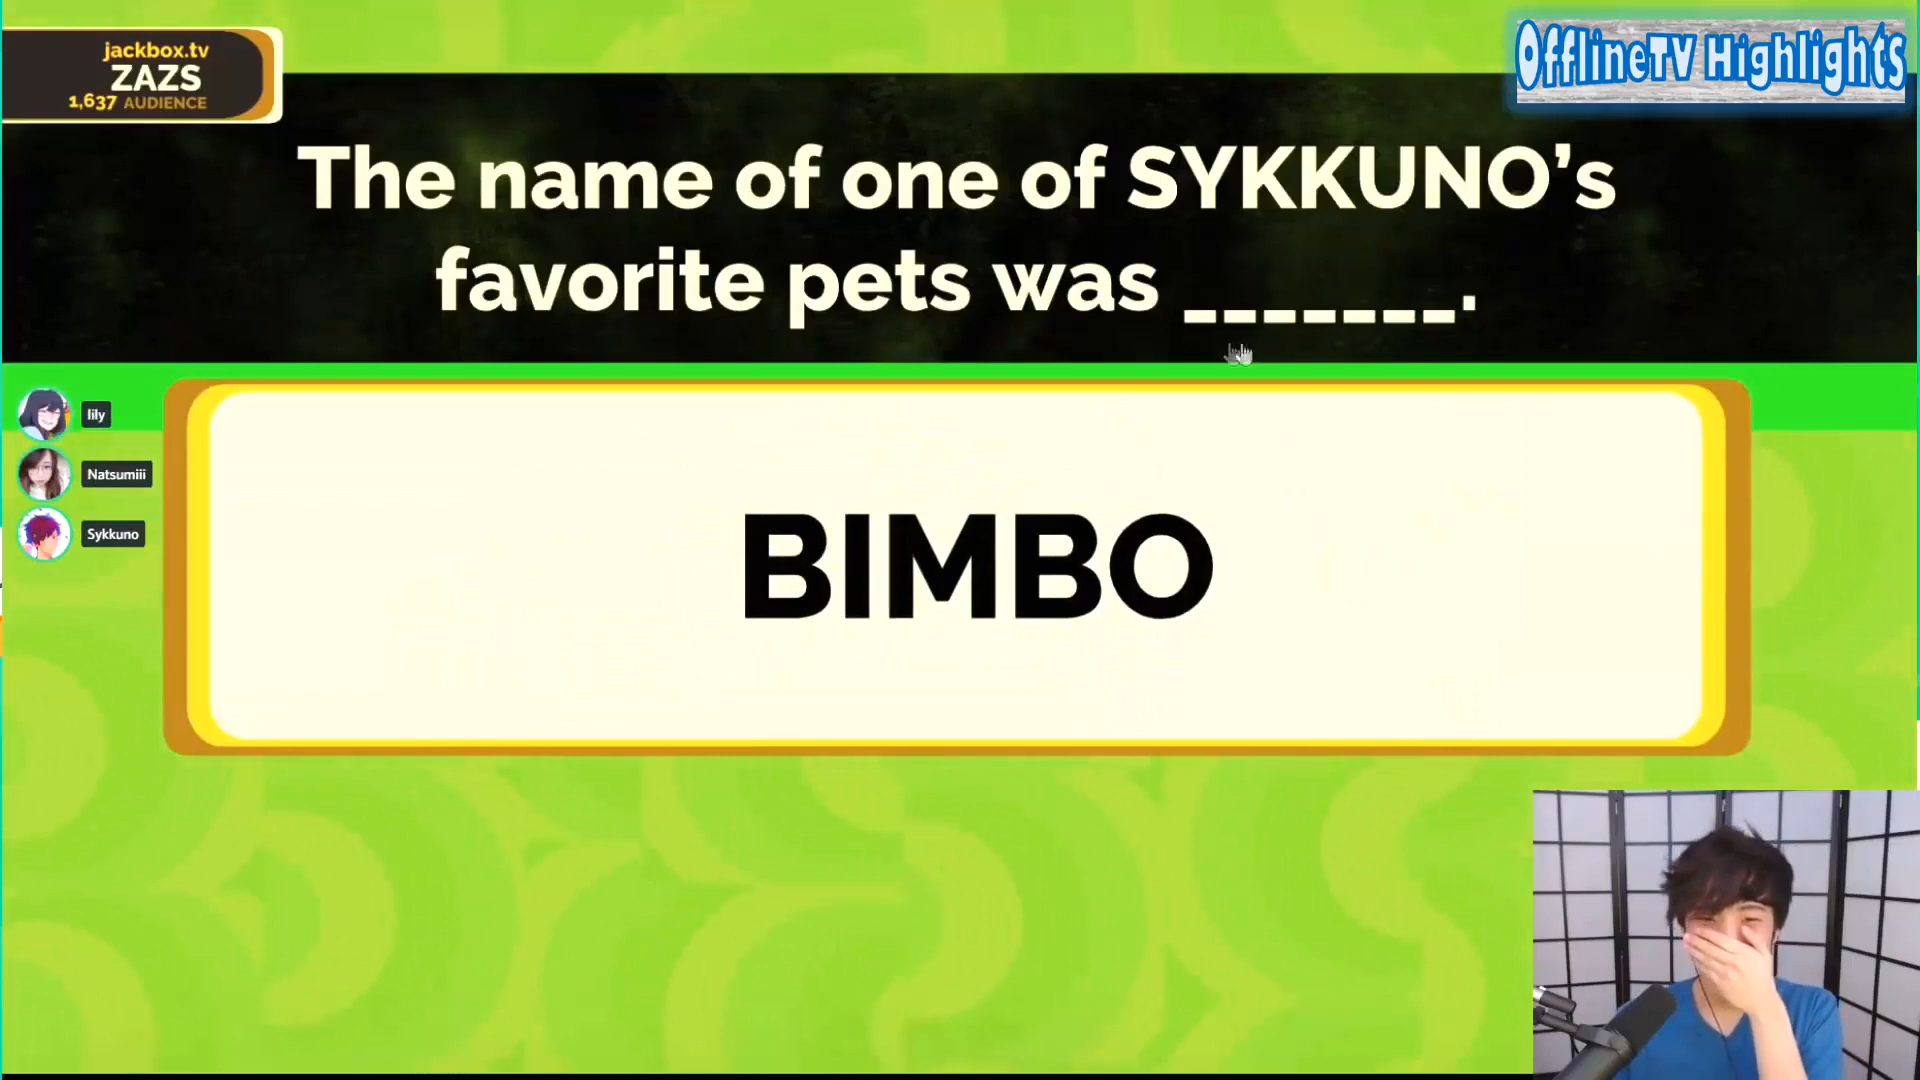 jackbox.tv
ZAZS
1,637 AUDIENCE
OfflineTV Highlights
The name of one of SYKKUNO’s
favorite pets was _______.
lily
Natsumiii
Sykkuno
BIMBO